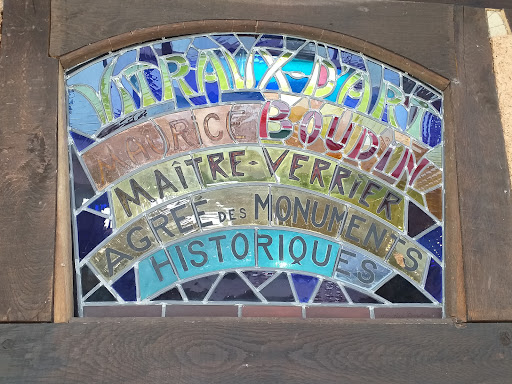 VITRAUX-D'ART
MAURICE BOUDIN
MAÎTRE-VERRIER
AGRÉÉ DES MONUMENTS
HISTORIQUES